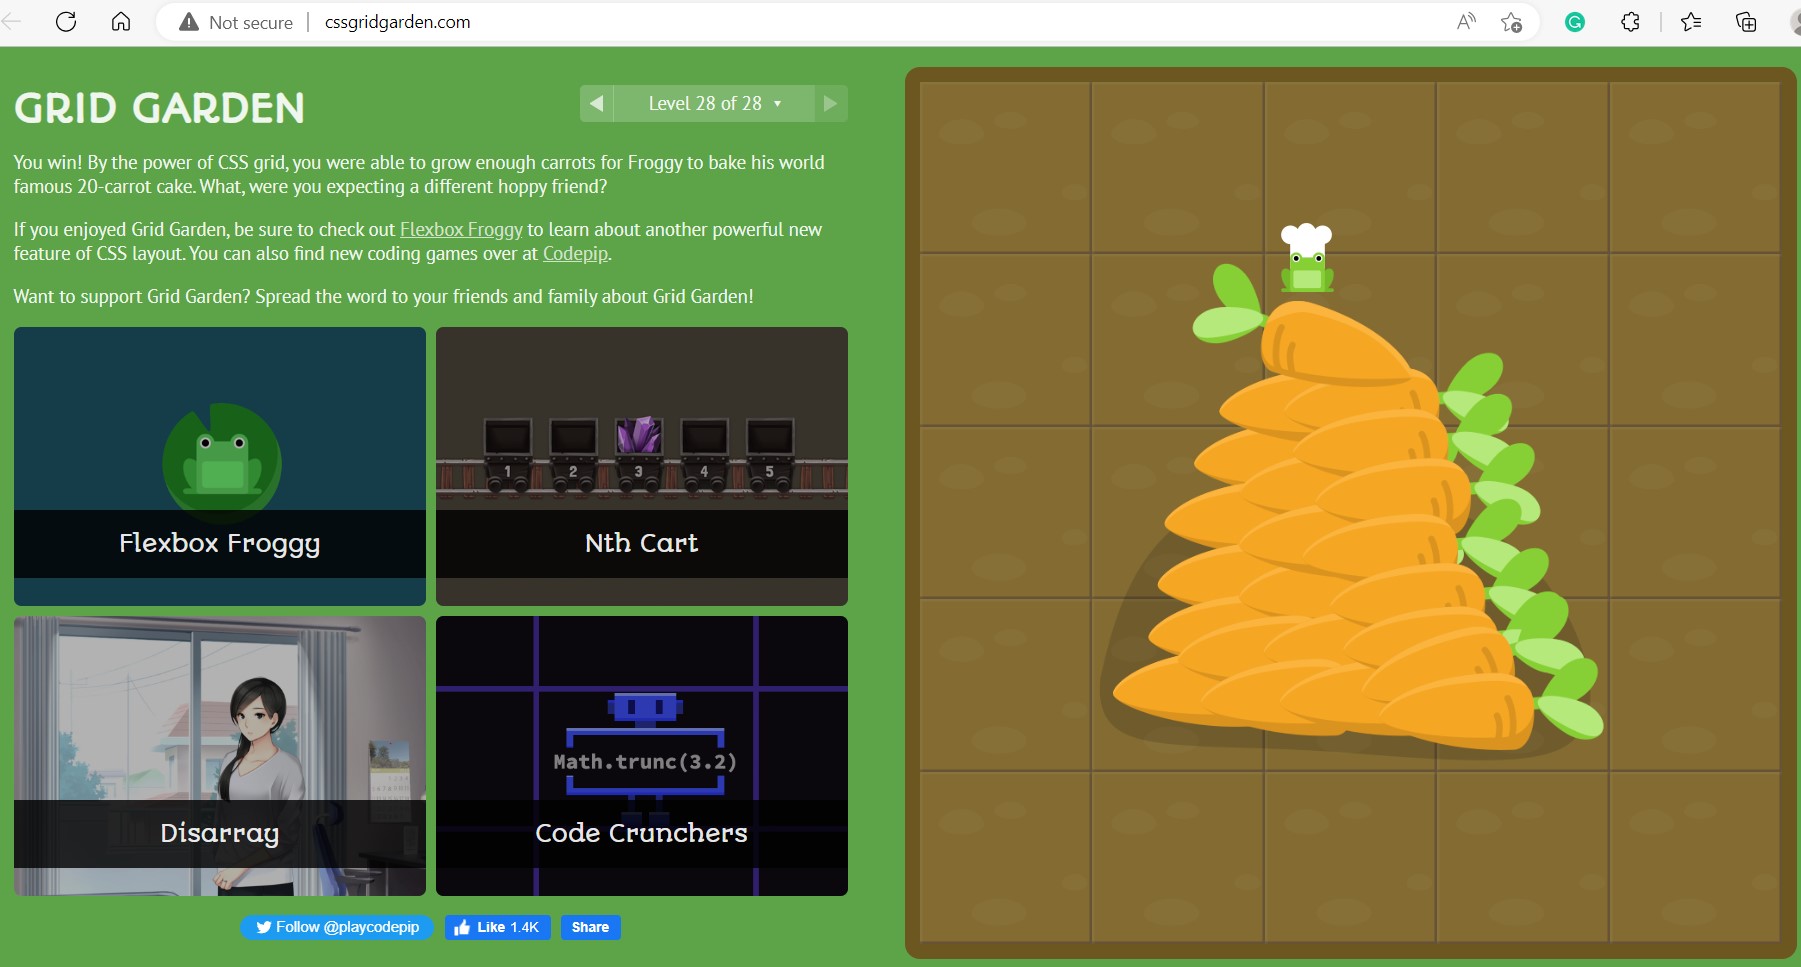 Not secure
cssgridgarden.com
GRID GARDEN
Level 28 of 28
You win! By the power of CSS grid, you were able to grow enough carrots for Froggy to bake his world
famous 20-carrot cake. What, were you expecting a different hoppy friend?
If you enjoyed Grid Garden, be sure to check out Flexbox Froggy to learn about another powerful new
feature of CSS layout. You can also find new coding games over at Codepip.
Want to support Grid Garden? Spread the word to your friends and family about Grid Garden!
1 2 3 4 5
Flexbox Froggy
Nth Cart
Math.trunc(3.2)
Disarray
Code Crunchers
Follow @playcodepip
Like 1.4K
Share